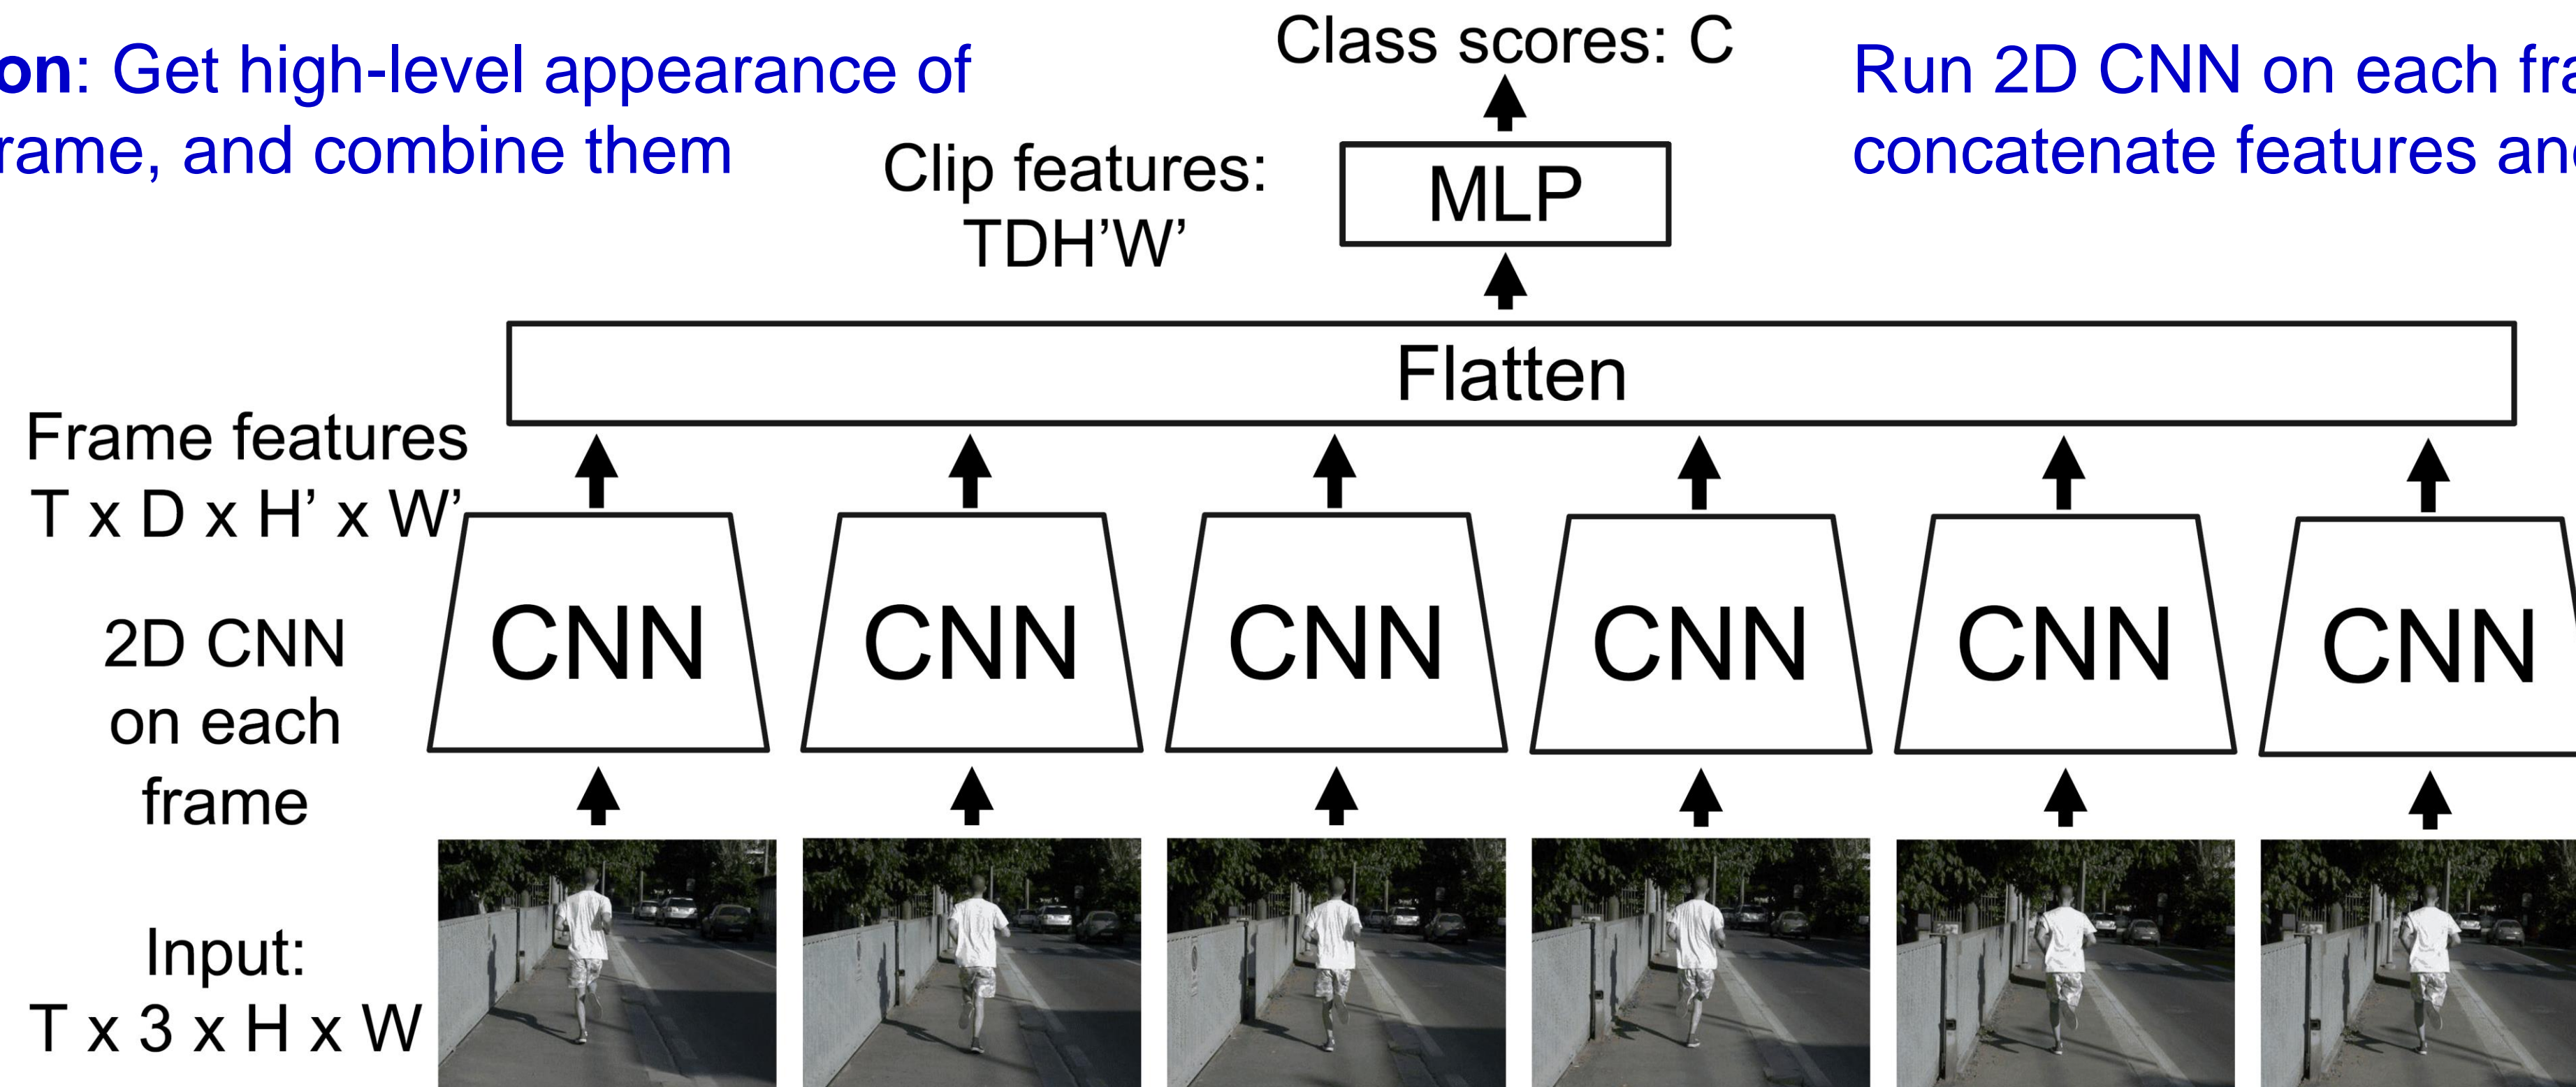 on: Get high-level appearance of
rame, and combine them
Class scores: C
Run 2D CNN on each fra
concatenate features an
Clip features:
TDH’W’
MLP
Flatten
Frame features
T x D x H’ x W’
2D CNN
on each
frame
CNN CNN CNN CNN CNN CNN
Input:
T x 3 x H x W